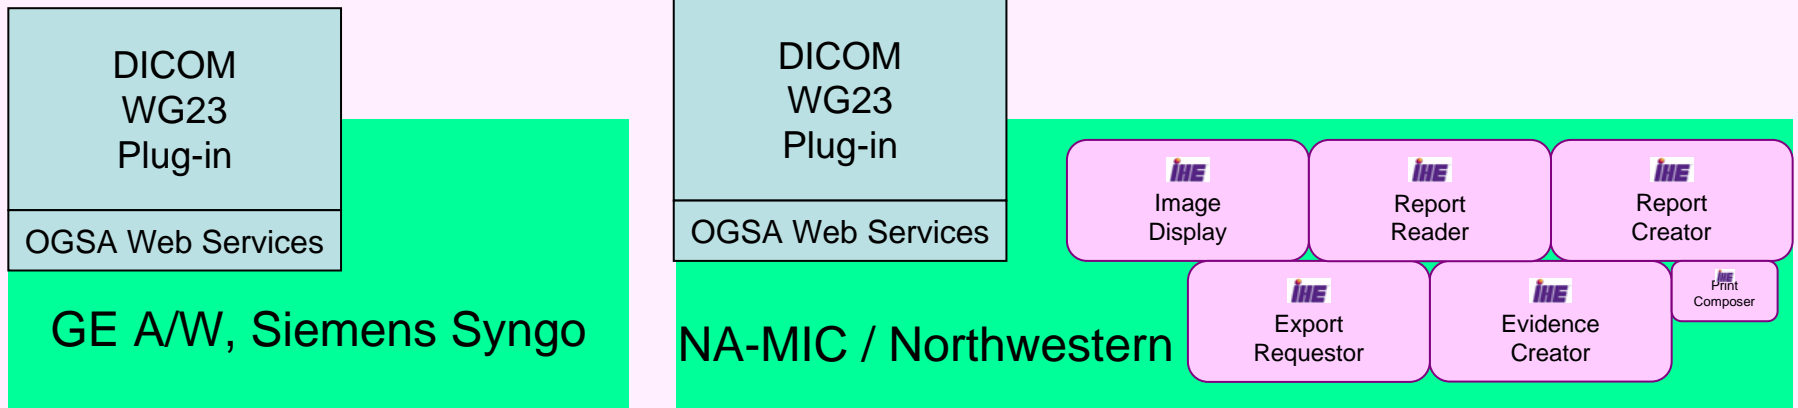 DICOM
WG23
Plug-in
OGSA Web Services
GE A/W, Siemens Syngo
DICOM
WG23
Plug-in
OGSA Web Services
NA-MIC / Northwestern
IHE
Image
Display
IHE
Report
Reader
IHE
Report
Creator
IHE
Export
Requestor
IHE
Evidence
Creator
IHE
Print
Composer